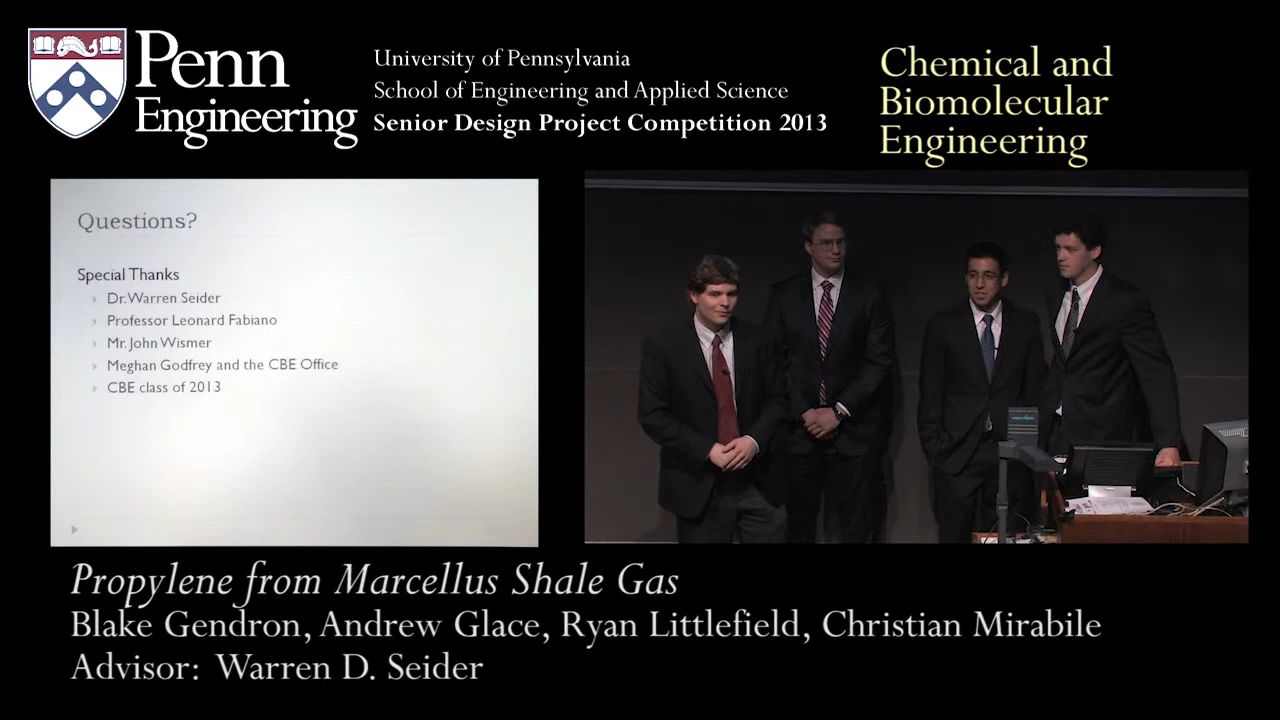 Penn
Engineering
University of Pennsylvania
School of Engineering and Applied Science
Senior Design Project Competition 2013
Chemical and
Biomolecular
Engineering
Questions?
Special Thanks
Dr. Warren Seider
Professor Leonard Fabiano
Mr. John Wismer
Meghan Godfrey and the CBE Office
CBE class of 2013
Propylene from Marcellus Shale Gas
Blake Gendron, Andrew Glace, Ryan Littlefield, Christian Mirabile
Advisor: Warren D. Seider